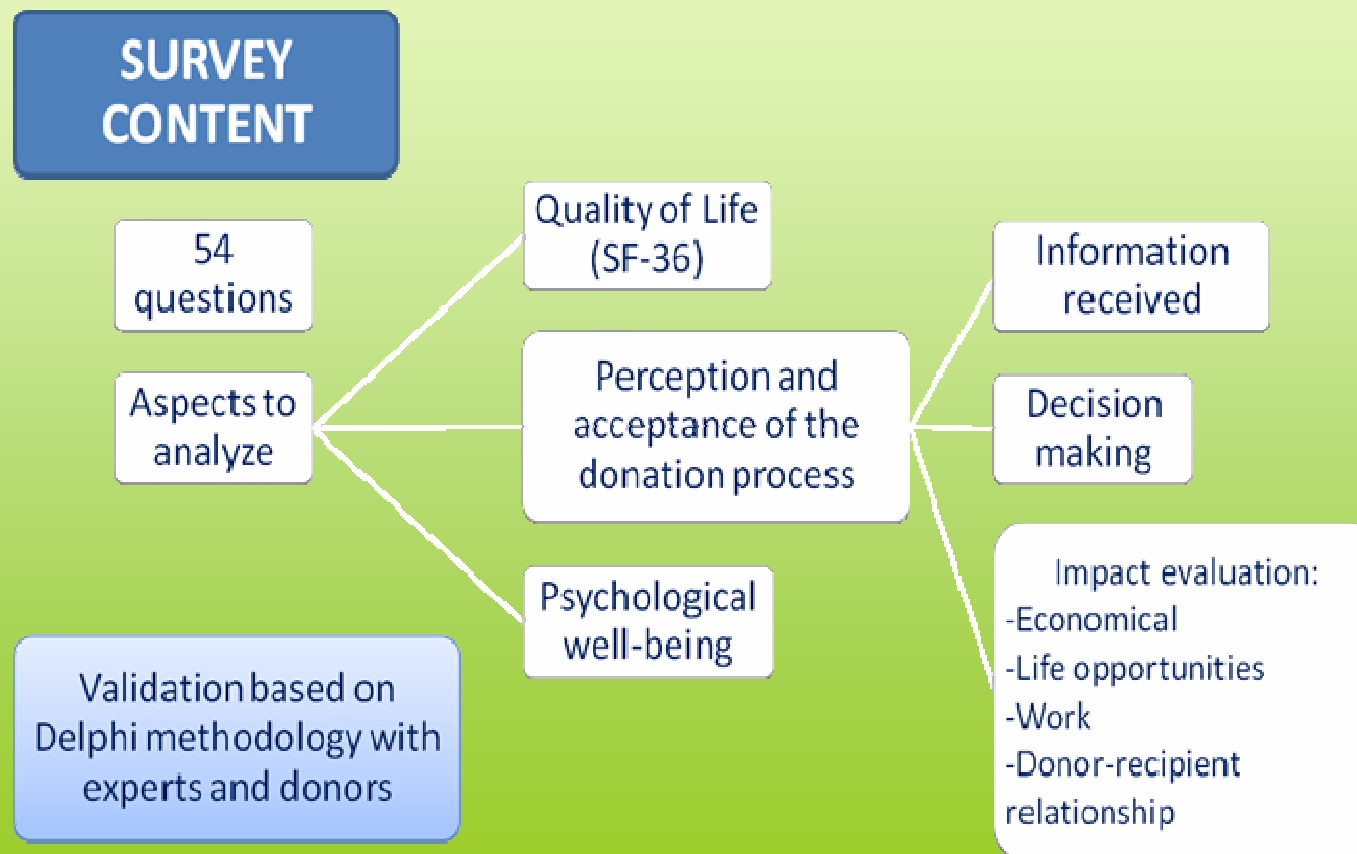 SURVEY
CONTENT
54
questions
Aspects to
analyze
Quality of Life
(SF-36)
Perception and
acceptance of the
donation process
Psychological
well-being
Information
received
Decision
making
Impact evaluation:
-Economical
-Life opportunities
-Work
-Donor-recipient
relationship
Validation based on
Delphi methodology with
experts and donors